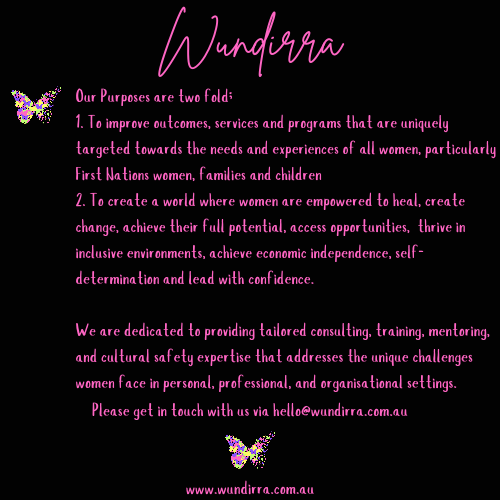 Wundirra
Our Purposes are two fold;
1. To improve outcomes, services and programs that are uniquely
targeted towards the needs and experiences of all women, particularly
First Nations women, families and children
2. To create a world where women are empowered to heal, create
change, achieve their full potential, access opportunities, thrive in
inclusive environments, achieve economic independence, self-
determination and lead with confidence.
We are dedicated to providing tailored consulting, training, mentoring,
and cultural safety expertise that addresses the unique challenges
women face in personal, professional, and organisational settings.
Please get in touch with us via hello@wundirra.com.au
www.wundirra.com.au